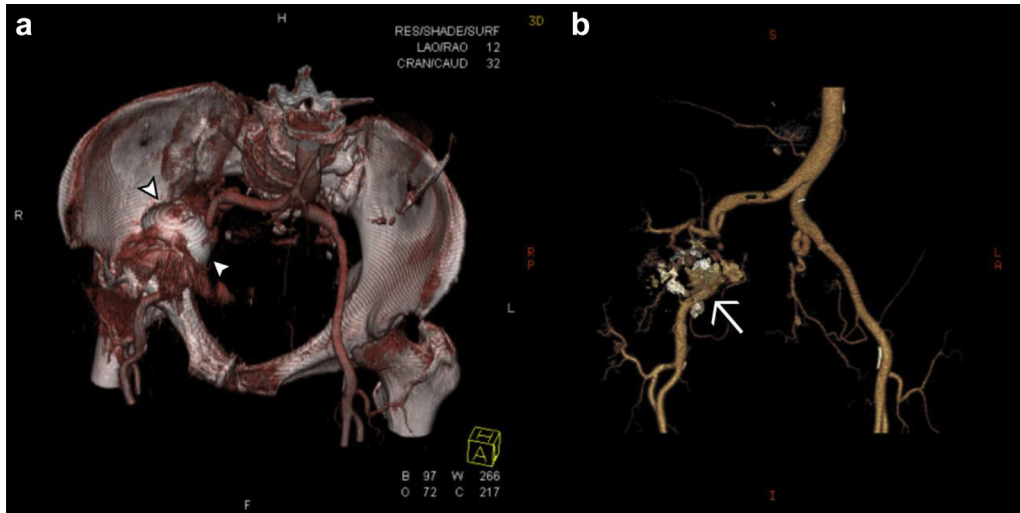 a
H
RES/SHADE/SURF
LAO/RAO 12
CRAN/CAUD 32
R
L
H
A
B 97 W 266
O 72 C 217
F
3D
b
S
R
P
L
A
I